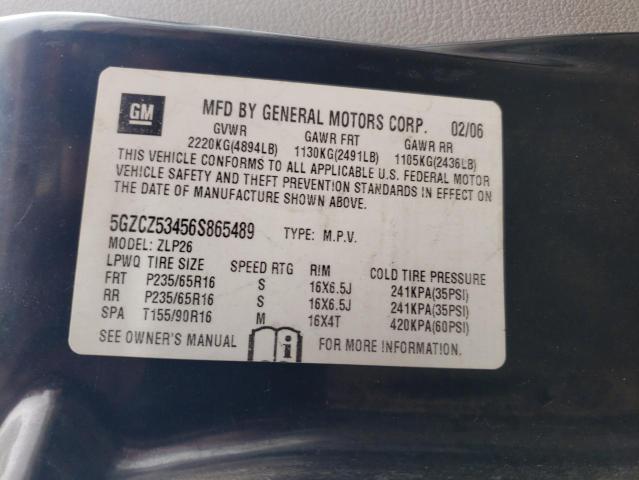 GM
MFD BY GENERAL MOTORS CORP. 02/06
GVWR GAWR FRT GAWR RR
2220KG(4894LB) 1130KG(2491LB) 1105KG(2436LB)
THIS VEHICLE CONFORMS TO ALL APPLICABLE U.S. FEDERAL MOTOR
VEHICLE SAFETY AND THEFT PREVENTION STANDARDS IN EFFECT ON
THE DATE OF MANUFACTURE SHOWN ABOVE.
5GZCZ53456S865489 TYPE: M.P.V.
MODEL: ZLP26
LPWQ TIRE SIZE SPEED RTG RIM COLD TIRE PRESSURE
FRT P235/65R16 S 16X6.5J 241KPA(35PSI)
RR P235/65R16 S 16X6.5J 241KPA(35PSI)
SPA T155/90R16 M 16X4T 420KPA(60PSI)
SEE OWNER'S MANUAL i FOR MORE INFORMATION.